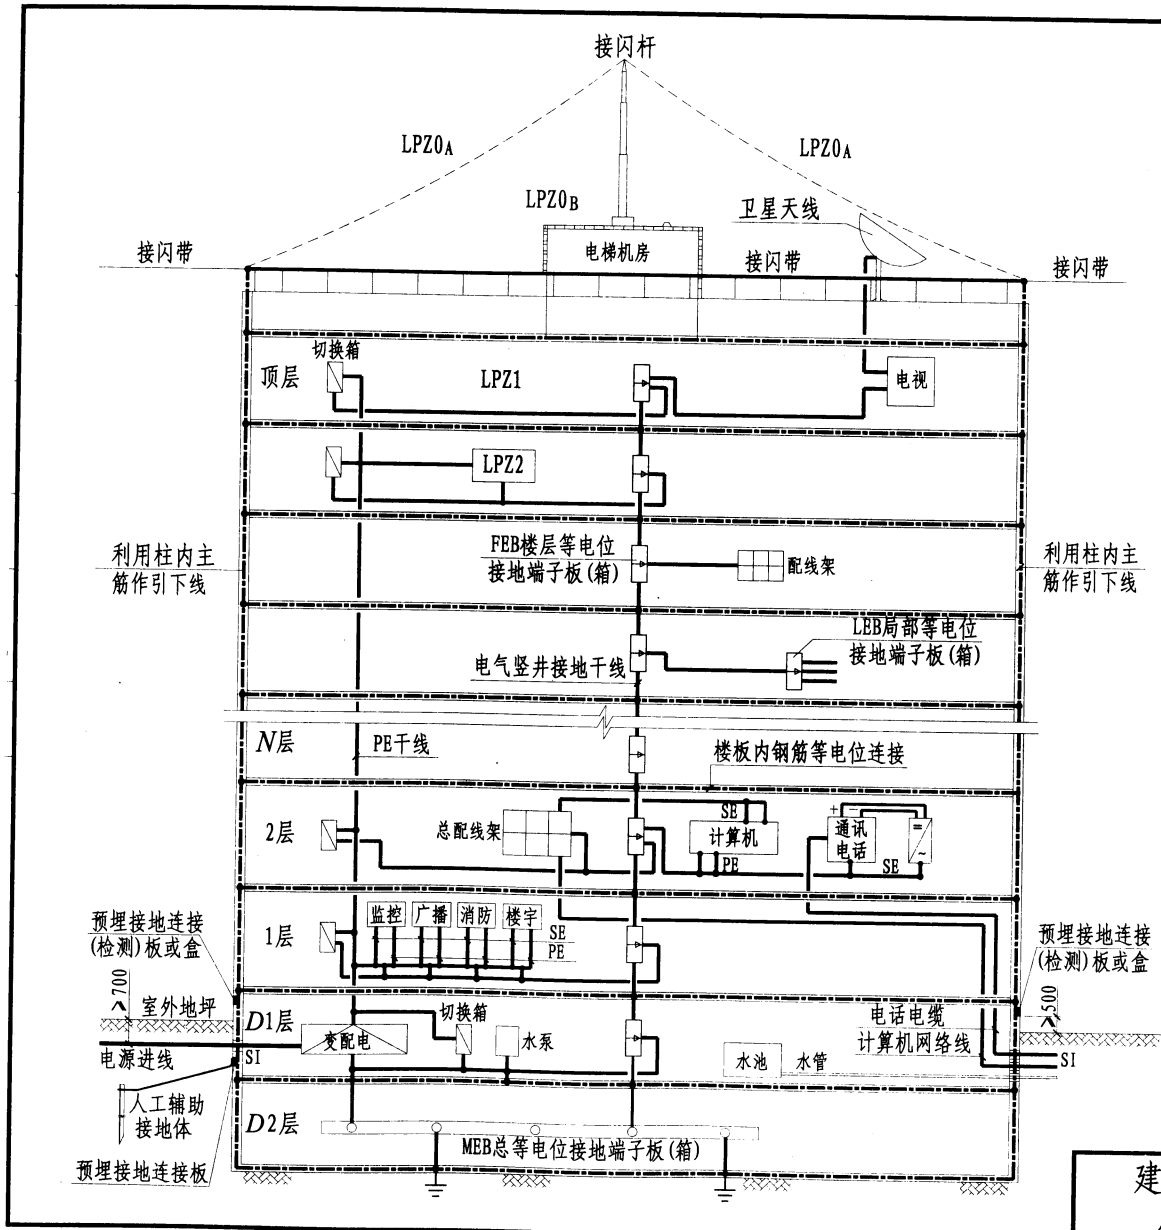 接闪杆
LPZ0A
LPZ0A
LPZ0B
卫星天线
接闪带
电梯机房
接闪带
接闪带
切换箱
顶层
LPZ1
电视
LPZ2
利用柱内主
筋作引下线
FEB楼层等电位
接地端子板(箱)
配线架
利用柱内主
筋作引下线
LEB局部等电位
接地端子板(箱)
电气竖井接地干线
N层
PE干线
楼板内钢筋等电位连接
2层
总配线架
SE
计算机
PE
+ −
通讯
电话
=
~
SE
预埋接地连接
(检测)板或盒
1层
监控
广播
消防
楼宇
SE
PE
预埋接地连接
(检测)板或盒
≥700
室外地坪
D1层
切换箱
电话电缆
计算机网络线
≥500
电源进线
SI
变配电
水泵
水池
水管
SI
人工辅助
接地体
D2层
MEB总等电位接地端子板(箱)
预埋接地连接板
建